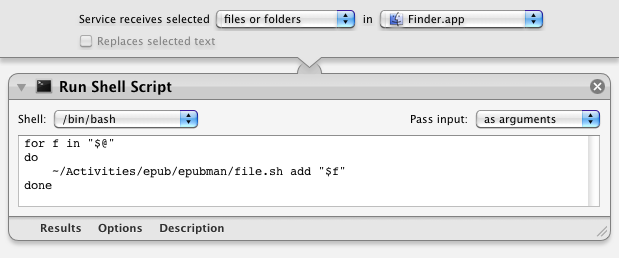 Service receives selected files or folders in Finder.app
Replaces selected text
Run Shell Script
Shell: /bin/bash Pass input: as arguments
for f in "$@"
do
    ~/Activities/epub/epubman/file.sh add "$f"
done
Results Options Description